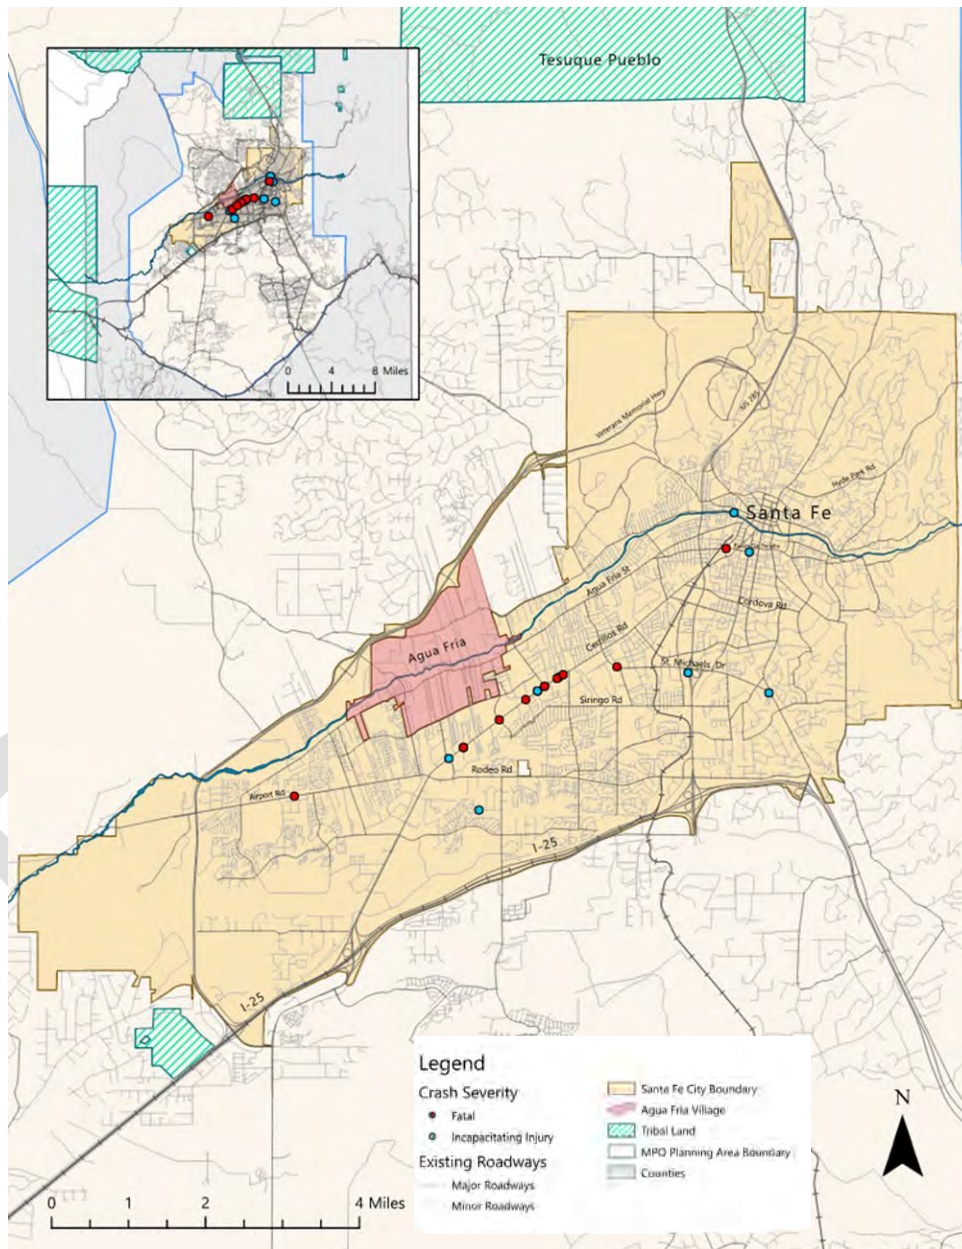 Tesuque Pueblo
0 4 8 Miles
Veterans Memorial Hwy
US 285
Hyde Park Rd
Santa Fe
Agua Fria St
Cordova Rd
Agua Fria
Cerrillos Rd
St. Michaels Dr
Siringo Rd
Rodeo Rd
Airport Rd
I-25
I-25
Legend
Crash Severity
Fatal
Incapacitating Injury
Existing Roadways
Major Roadways
Minor Roadways
Santa Fe City Boundary
Agua Fria Village
Tribal Land
MPO Planning Area Boundary
Counties
N
0 2 4 Miles